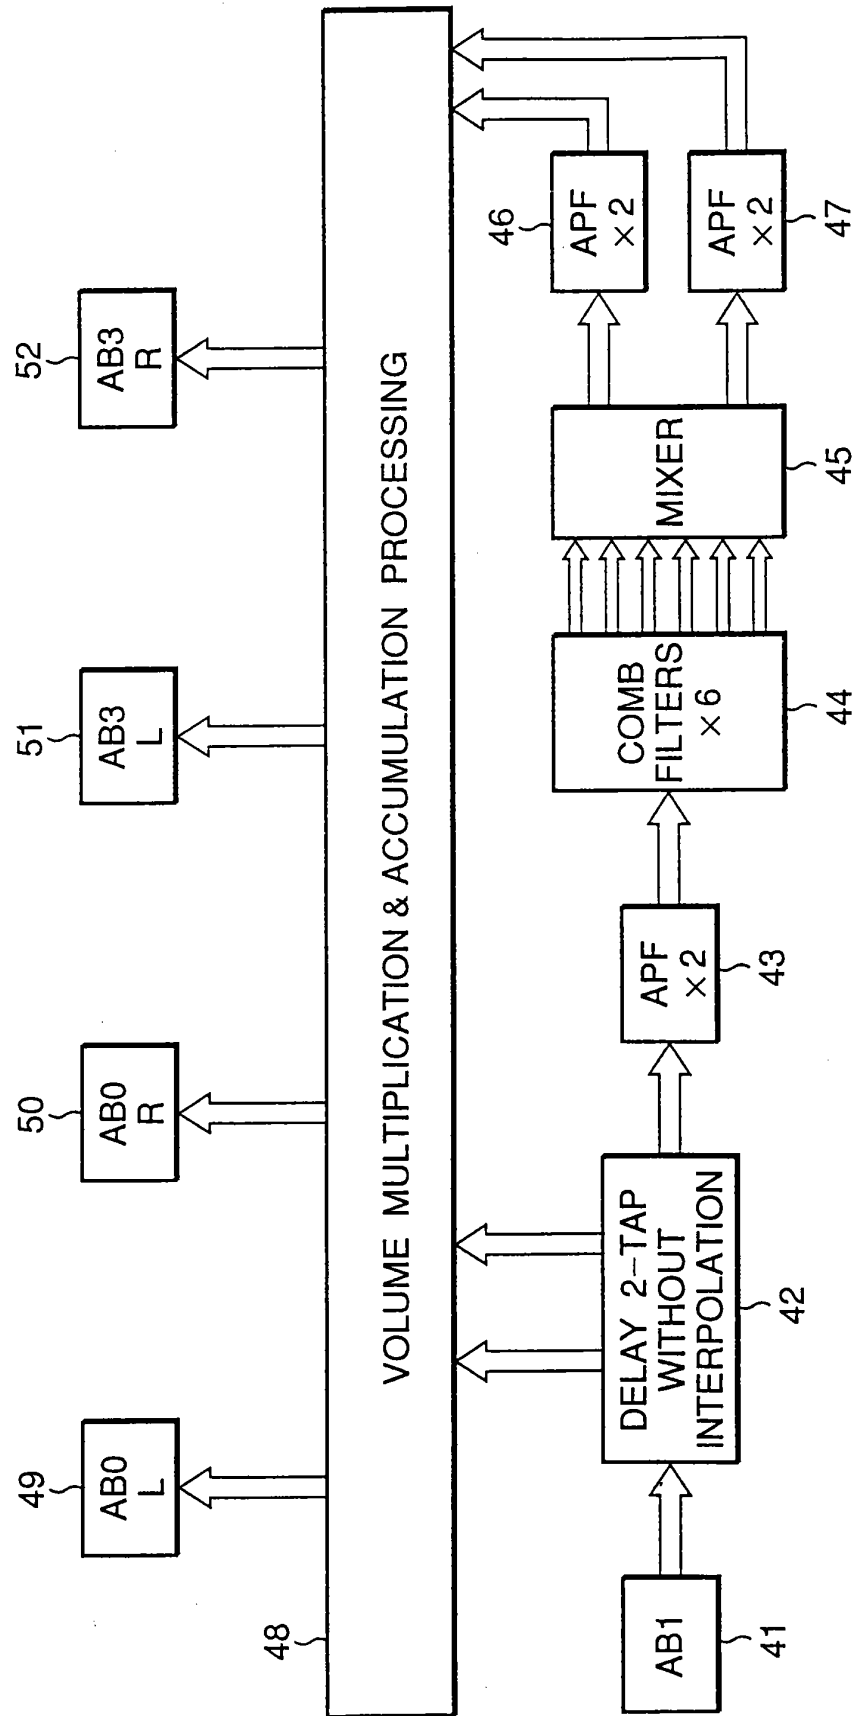 49
AB0
L
50
AB0
R
51
AB3
L
52
AB3
R
48
VOLUME MULTIPLICATION & ACCUMULATION PROCESSING
AB1
41
DELAY 2-TAP
WITHOUT
INTERPOLATION
42
APF
×2
43
COMB
FILTERS
×6
44
MIXER
45
46
APF
×2
APF
×2
47